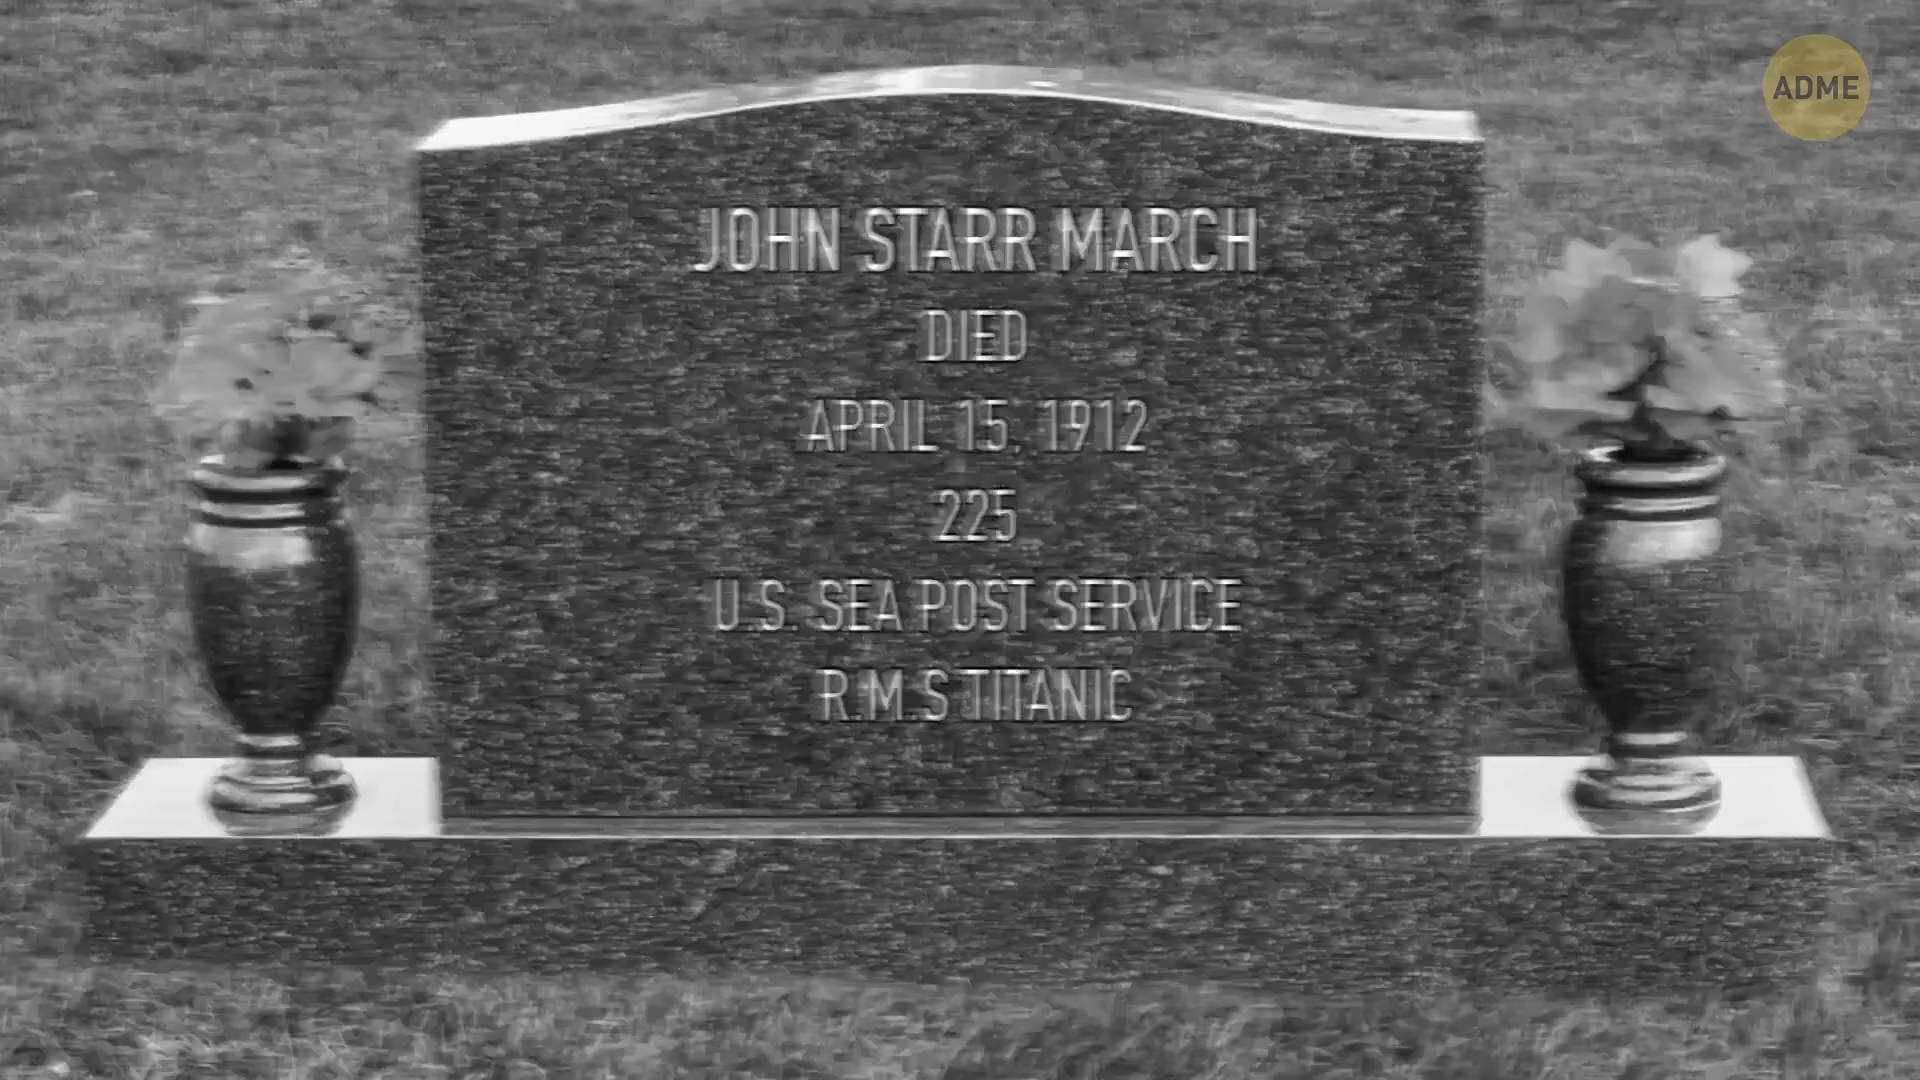 ADME
JOHN STARR MARCH
DIED
APRIL 15, 1912
225
U.S. SEA POST SERVICE
R.M.S TITANIC